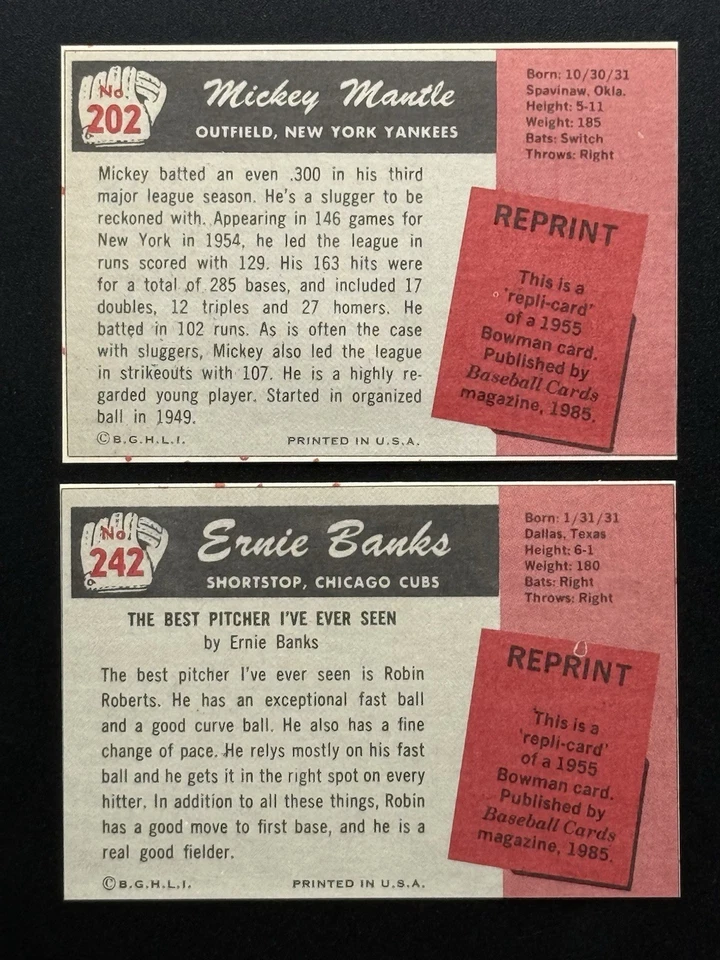 No.
202
Mickey Mantle
OUTFIELD, NEW YORK YANKEES
Born: 10/30/31
Spavinaw, Okla.
Height: 5-11
Weight: 185
Bats: Switch
Throws: Right
Mickey batted an even .300 in his third
major league season. He's a slugger to be
reckoned with. Appearing in 146 games for
New York in 1954, he led the league in
runs scored with 129. His 163 hits were
for a total of 285 bases, and included 17
doubles, 12 triples and 27 homers. He
batted in 102 runs. As is often the case
with sluggers, Mickey also led the league
in strikeouts with 107. He is a highly re-
garded young player. Started in organized
ball in 1949.
©B.G.H.L.I. PRINTED IN U.S.A.
REPRINT
This is a
'repli-card'
of a 1955
Bowman card.
Published by
Baseball Cards
magazine, 1985.
No.
242
Ernie Banks
SHORTSTOP, CHICAGO CUBS
Born: 1/31/31
Dallas, Texas
Height: 6-1
Weight: 180
Bats: Right
Throws: Right
THE BEST PITCHER I'VE EVER SEEN
by Ernie Banks
The best pitcher I've ever seen is Robin
Roberts. He has an exceptional fast ball
and a good curve ball. He also has a fine
change of pace. He relys mostly on his fast
ball and he gets it in the right spot on every
hitter. In addition to all these things, Robin
has a good move to first base, and he is a
real good fielder.
©B.G.H.L.I. PRINTED IN U.S.A.
REPRINT
This is a
'repli-card'
of a 1955
Bowman card.
Published by
Baseball Cards
magazine, 1985.